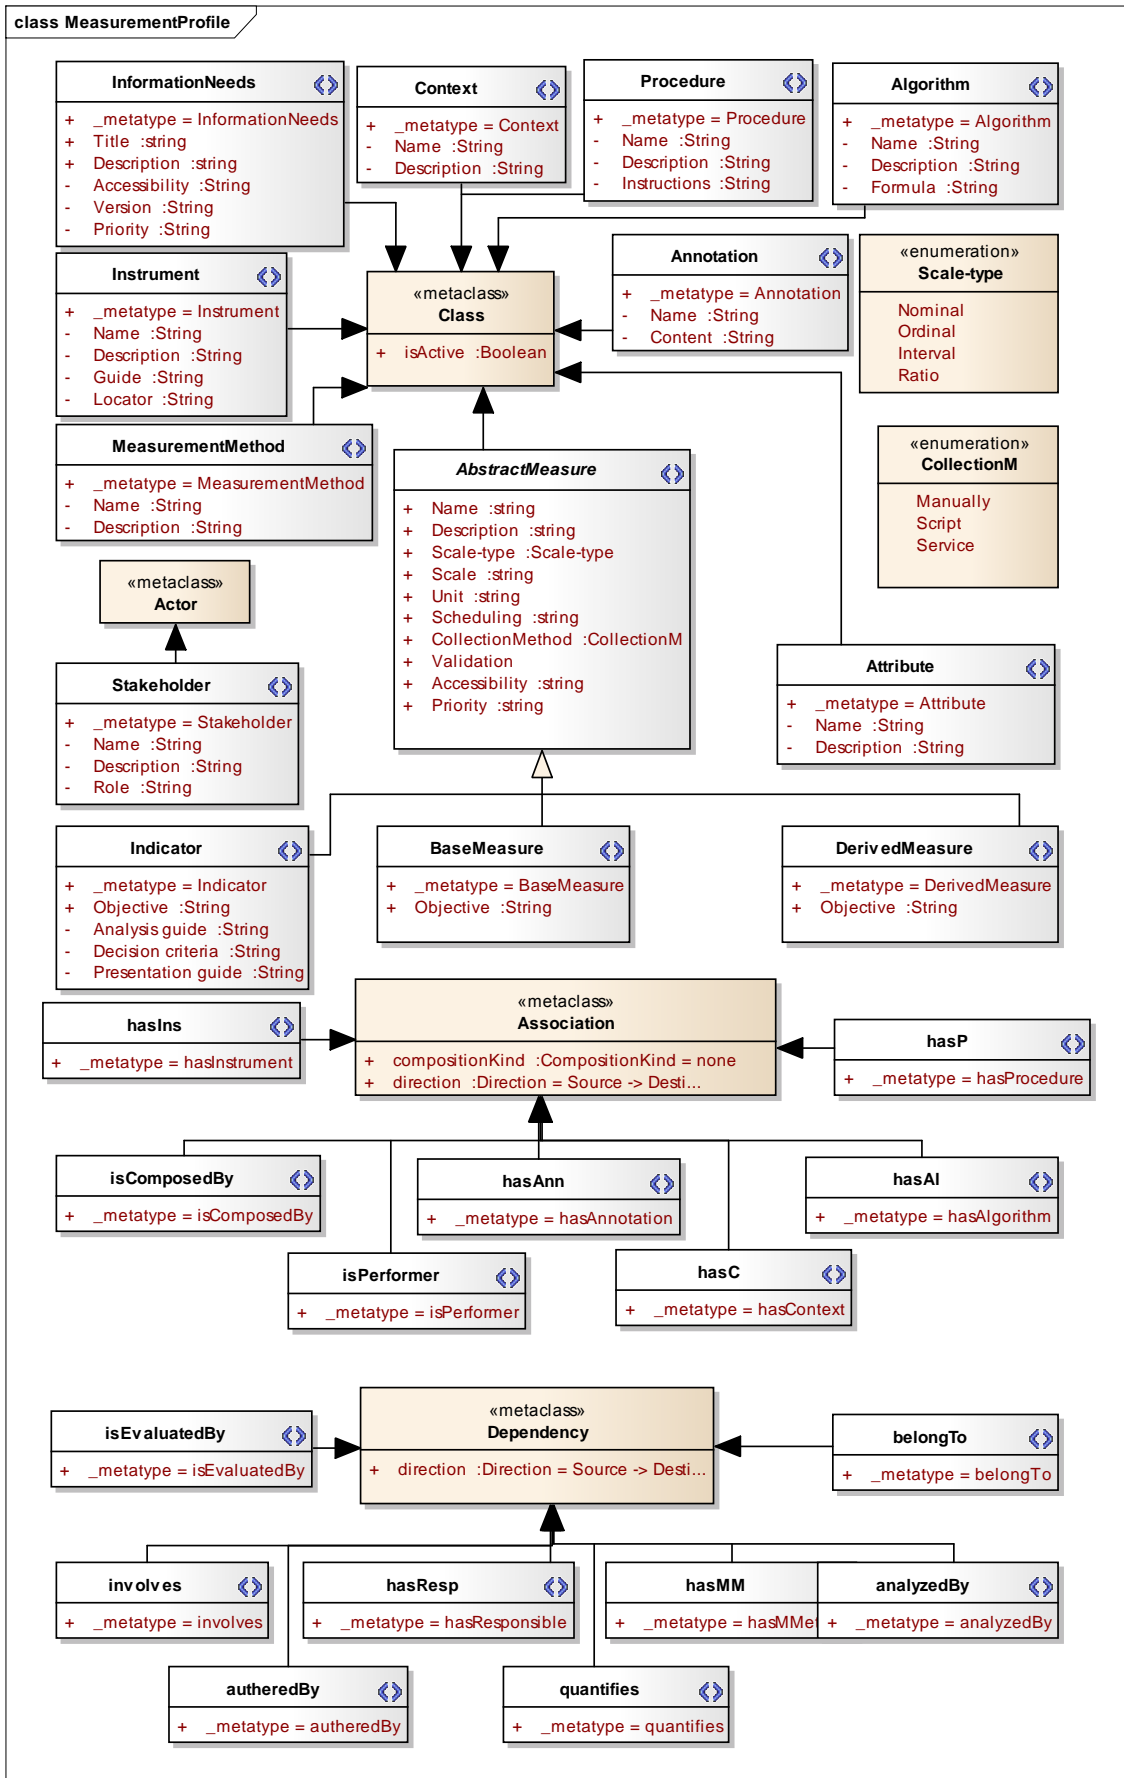 class MeasurementProfile
InformationNeeds
+ _metatype = InformationNeeds
+ Title :string
+ Description :string
- Accessibility :String
- Version :String
- Priority :String
Context
+ _metatype = Context
- Name :String
- Description :String
Procedure
+ _metatype = Procedure
- Name :String
- Description :String
- Instructions :String
Algorithm
+ _metatype = Algorithm
- Name :String
- Description :String
- Formula :String
Instrument
+ _metatype = Instrument
- Name :String
- Description :String
- Guide :String
- Locator :String
«metaclass»
Class
+ isActive :Boolean
Annotation
+ _metatype = Annotation
- Name :String
- Content :String
«enumeration»
Scale-type
Nominal
Ordinal
Interval
Ratio
MeasurementMethod
+ _metatype = MeasurementMethod
- Name :String
- Description :String
AbstractMeasure
+ Name :string
+ Description :string
+ Scale-type :Scale-type
+ Scale :string
+ Unit :string
+ Scheduling :string
+ CollectionMethod :CollectionM
+ Validation
+ Accessibility :string
+ Priority :string
«enumeration»
CollectionM
Manually
Script
Service
«metaclass»
Actor
Stakeholder
+ _metatype = Stakeholder
- Name :String
- Description :String
- Role :String
Attribute
+ _metatype = Attribute
- Name :String
- Description :String
Indicator
+ _metatype = Indicator
+ Objective :String
- Analysis guide :String
- Decision criteria :String
- Presentation guide :String
BaseMeasure
+ _metatype = BaseMeasure
+ Objective :String
DerivedMeasure
+ _metatype = DerivedMeasure
+ Objective :String
hasIns
+ _metatype = hasInstrument
«metaclass»
Association
+ compositionKind :CompositionKind = none
+ direction :Direction = Source -> Desti...
hasP
+ _metatype = hasProcedure
isComposedBy
+ _metatype = isComposedBy
hasAnn
+ _metatype = hasAnnotation
hasAl
+ _metatype = hasAlgorithm
isPerformer
+ _metatype = isPerformer
hasC
+ _metatype = hasContext
isEvaluatedBy
+ _metatype = isEvaluatedBy
«metaclass»
Dependency
+ direction :Direction = Source -> Desti...
belongTo
+ _metatype = belongTo
involves
+ _metatype = involves
hasResp
+ _metatype = hasResponsible
hasMM
+ _metatype = hasMMet
analyzedBy
+ _metatype = analyzedBy
autheredBy
+ _metatype = autheredBy
quantifies
+ _metatype = quantifies